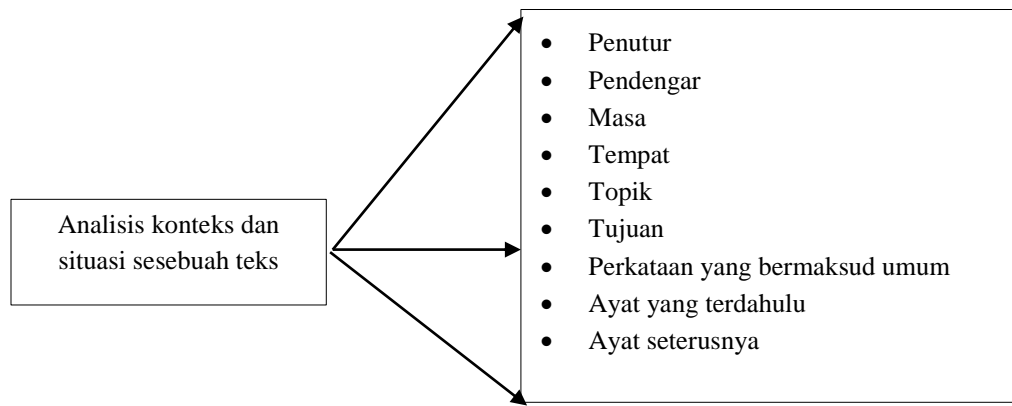 Analisis konteks dan
situasi sesebuah teks
• Penutur
• Pendengar
• Masa
• Tempat
• Topik
• Tujuan
• Perkataan yang bermaksud umum
• Ayat yang terdahulu
• Ayat seterusnya